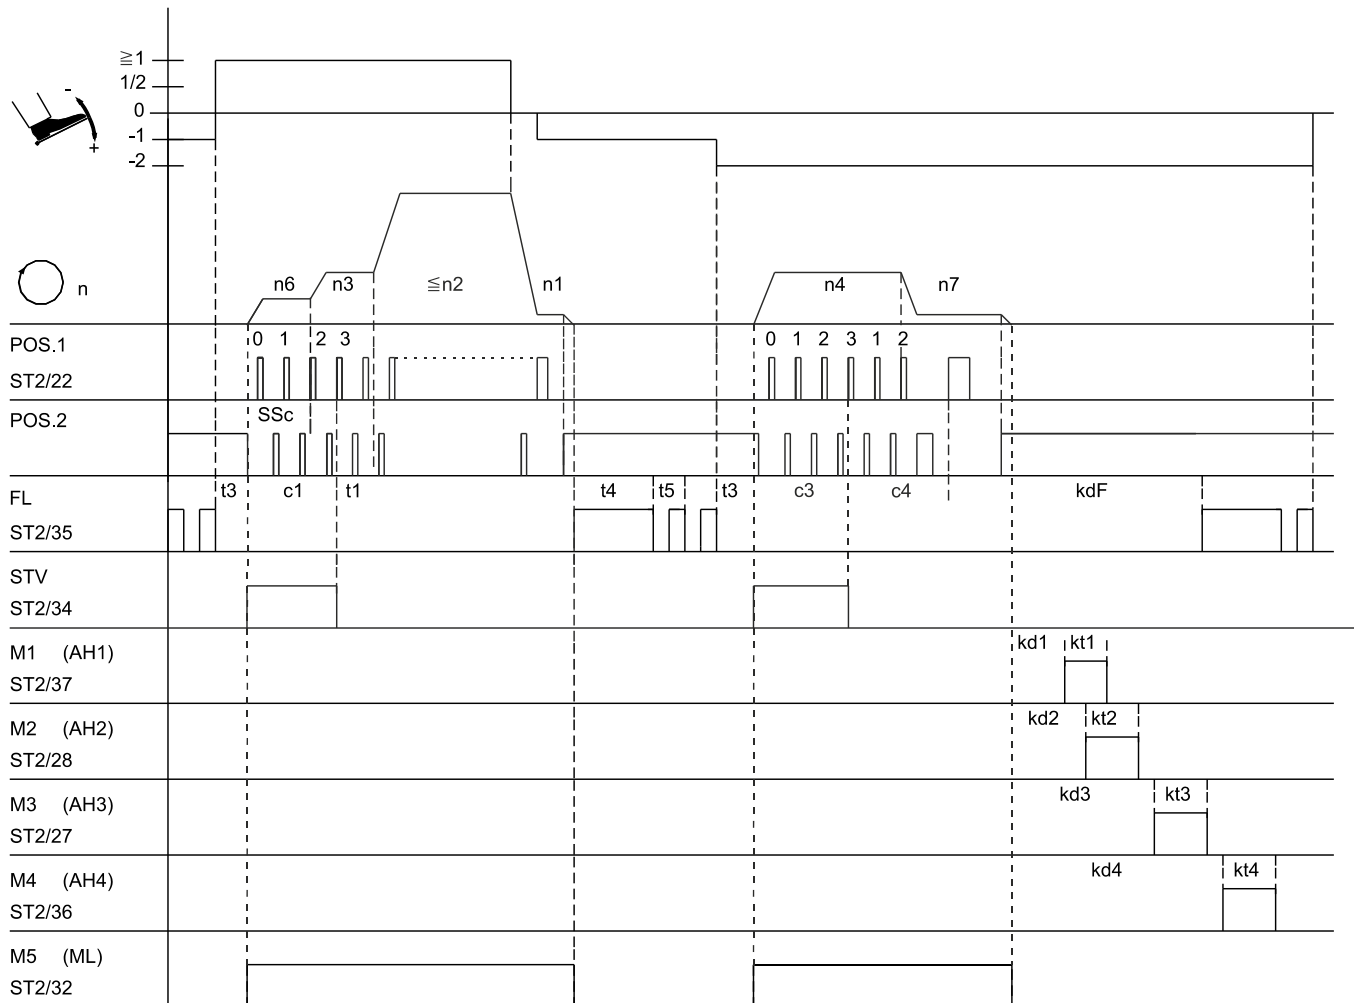 ≧1
1/2
0
-1
-2
-
+
n
n6 n3 ≦n2 n1 n4 n7
POS.1 0 1 2 3 0 1 2 3 1 2
ST2/22
POS.2 SSc
FL t3 c1 t1 t4 t5 t3 c3 c4 kdF
ST2/35
STV
ST2/34
M1 (AH1) kd1 kt1
ST2/37
M2 (AH2) kd2 kt2
ST2/28
M3 (AH3) kd3 kt3
ST2/27
M4 (AH4) kd4 kt4
ST2/36
M5 (ML)
ST2/32